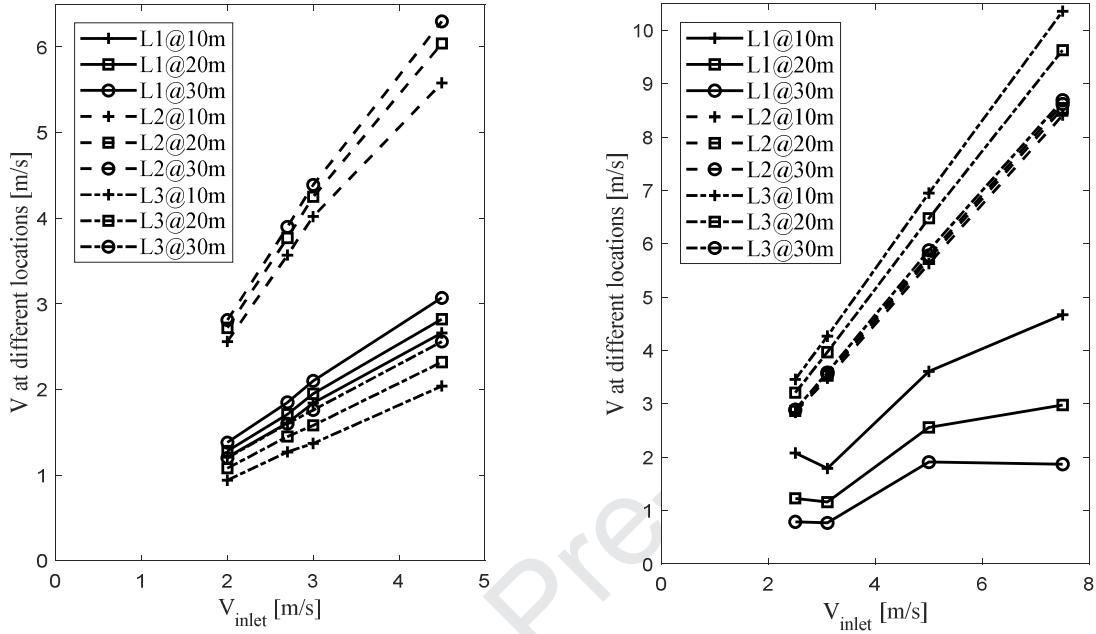 6
5
4
3
2
1
0
0
1
2
3
4
5
V at different locations [m/s]
V_inlet [m/s]
L1@10m
L1@20m
L1@30m
L2@10m
L2@20m
L2@30m
L3@10m
L3@20m
L3@30m
10
9
8
7
6
5
4
3
2
1
0
0
2
4
6
8
V at different locations [m/s]
V_inlet [m/s]
L1@10m
L1@20m
L1@30m
L2@10m
L2@20m
L2@30m
L3@10m
L3@20m
L3@30m
Pre